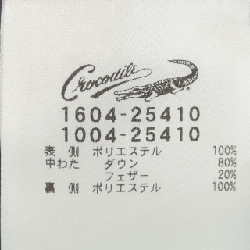 Crocodile
1604-25410
1004-25410
表 側 ポリエステル 100%
中わた ダウン 80%
フェザー 20%
裏 側 ポリエステル 100%